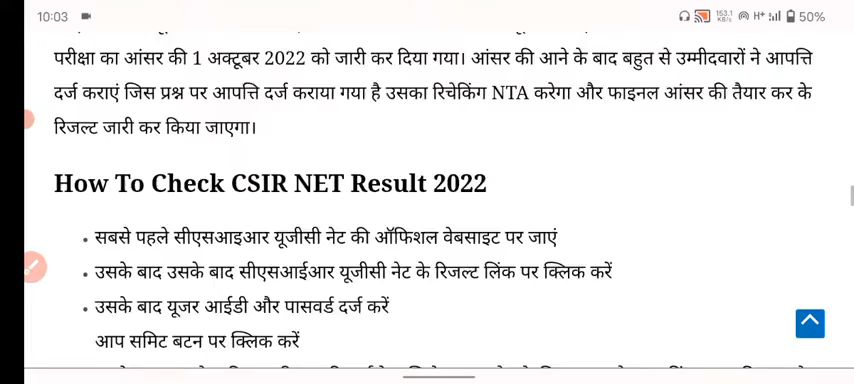 10:03 153.1 KB/s H+ 50%
परीक्षा का आंसर की 1 अक्टूबर 2022 को जारी कर दिया गया। आंसर की आने के बाद बहुत से उम्मीदवारों ने आपत्ति
दर्ज कराएं जिस प्रश्न पर आपत्ति दर्ज कराया गया है उसका रिचेकिंग NTA करेगा और फाइनल आंसर की तैयार कर के
रिजल्ट जारी कर किया जाएगा।
How To Check CSIR NET Result 2022
सबसे पहले सीएसआइआर यूजीसी नेट की ऑफिशल वेबसाइट पर जाएं
उसके बाद उसके बाद सीएसआईआर यूजीसी नेट के रिजल्ट लिंक पर क्लिक करें
उसके बाद यूजर आईडी और पासवर्ड दर्ज करें
आप समिट बटन पर क्लिक करें